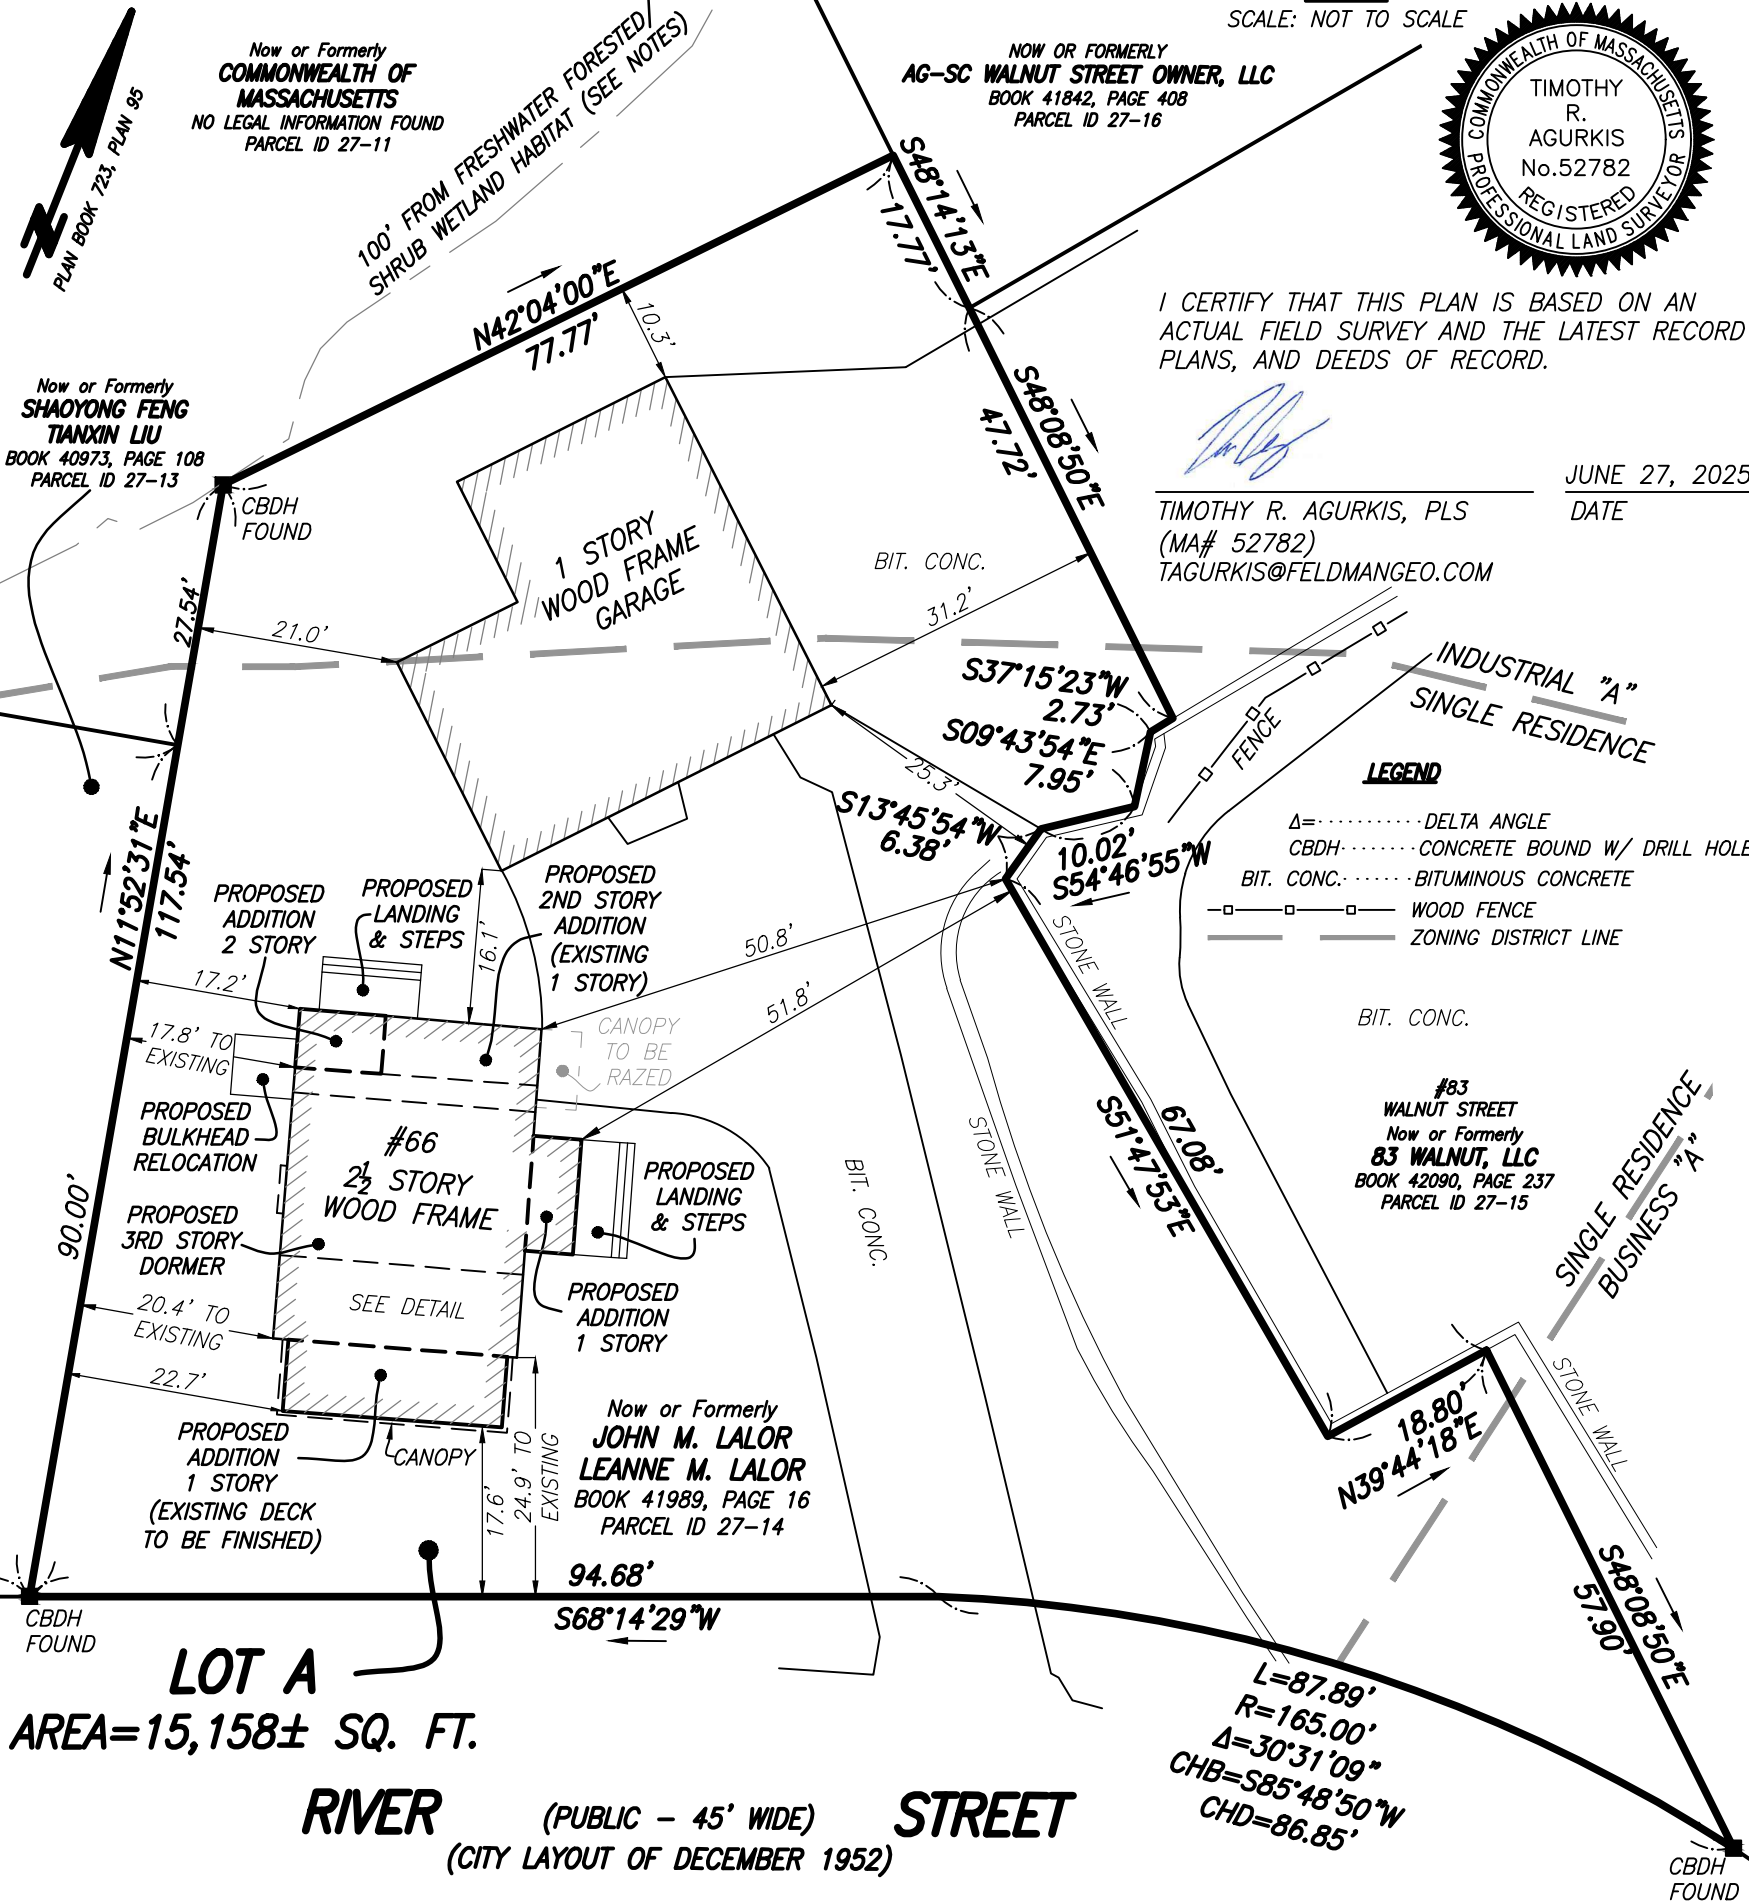 SCALE: NOT TO SCALE
COMMONWEALTH OF MASSACHUSETTS
TIMOTHY
R.
AGURKIS
No.52782
REGISTERED
PROFESSIONAL LAND SURVEYOR
PLAN BOOK 723, PLAN 95
Now or Formerly
COMMONWEALTH OF
MASSACHUSETTS
NO LEGAL INFORMATION FOUND
PARCEL ID 27-11
100' FROM FRESHWATER FORESTED/
SHRUB WETLAND HABITAT (SEE NOTES)
NOW OR FORMERLY
AG-SC WALNUT STREET OWNER, LLC
BOOK 41842, PAGE 408
PARCEL ID 27-16
S48°14'13"E
17.77'
N42°04'00"E
77.77'
10.3'
I CERTIFY THAT THIS PLAN IS BASED ON AN
ACTUAL FIELD SURVEY AND THE LATEST RECORD
PLANS, AND DEEDS OF RECORD.
JUNE 27, 2025
TIMOTHY R. AGURKIS, PLS
DATE
(MA# 52782)
TAGURKIS@FELDMANGEO.COM
Now or Formerly
SHAOYONG FENG
TIANXIN LIU
BOOK 40973, PAGE 108
PARCEL ID 27-13
CBDH
FOUND
S48°08'50"E
47.72'
1 STORY
WOOD FRAME
GARAGE
BIT. CONC.
31.2'
27.54'
21.0'
S37°15'23"W
2.73'
S09°43'54"E
7.95'
25.3'
S13°45'54"W
6.38'
10.02'
S54°46'55"W
FENCE
INDUSTRIAL "A"
SINGLE RESIDENCE
LEGEND
Δ=···········DELTA ANGLE
CBDH········CONCRETE BOUND W/ DRILL HOLE
BIT. CONC.·······BITUMINOUS CONCRETE
WOOD FENCE
ZONING DISTRICT LINE
N11°52'31"E
117.54'
PROPOSED
ADDITION
2 STORY
PROPOSED
LANDING
& STEPS
16.1'
PROPOSED
2ND STORY
ADDITION
(EXISTING
1 STORY)
50.8'
51.8'
17.2'
17.8' TO
EXISTING
CANOPY
TO BE
RAZED
STONE WALL
STONE WALL
BIT. CONC.
#83
WALNUT STREET
Now or Formerly
83 WALNUT, LLC
BOOK 42090, PAGE 237
PARCEL ID 27-15
SINGLE RESIDENCE
BUSINESS "A"
PROPOSED
BULKHEAD
RELOCATION
#66
2½ STORY
WOOD FRAME
PROPOSED
LANDING
& STEPS
BIT. CONC.
67.08'
S51°47'53"E
90.00'
PROPOSED
3RD STORY
DORMER
SEE DETAIL
PROPOSED
ADDITION
1 STORY
20.4' TO
EXISTING
22.7'
PROPOSED
ADDITION
1 STORY
(EXISTING DECK
TO BE FINISHED)
CANOPY
17.6'
24.9' TO
EXISTING
Now or Formerly
JOHN M. LALOR
LEANNE M. LALOR
BOOK 41989, PAGE 16
PARCEL ID 27-14
18.80'
N39°44'18"E
STONE WALL
S48°08'50"E
57.90'
94.68'
S68°14'29"W
CBDH
FOUND
LOT A
AREA=15,158± SQ. FT.
L=87.89'
R=165.00'
Δ=30°31'09"
CHB=S85°48'50"W
CHD=86.85'
RIVER (PUBLIC - 45' WIDE) STREET
(CITY LAYOUT OF DECEMBER 1952)
CBDH
FOUND